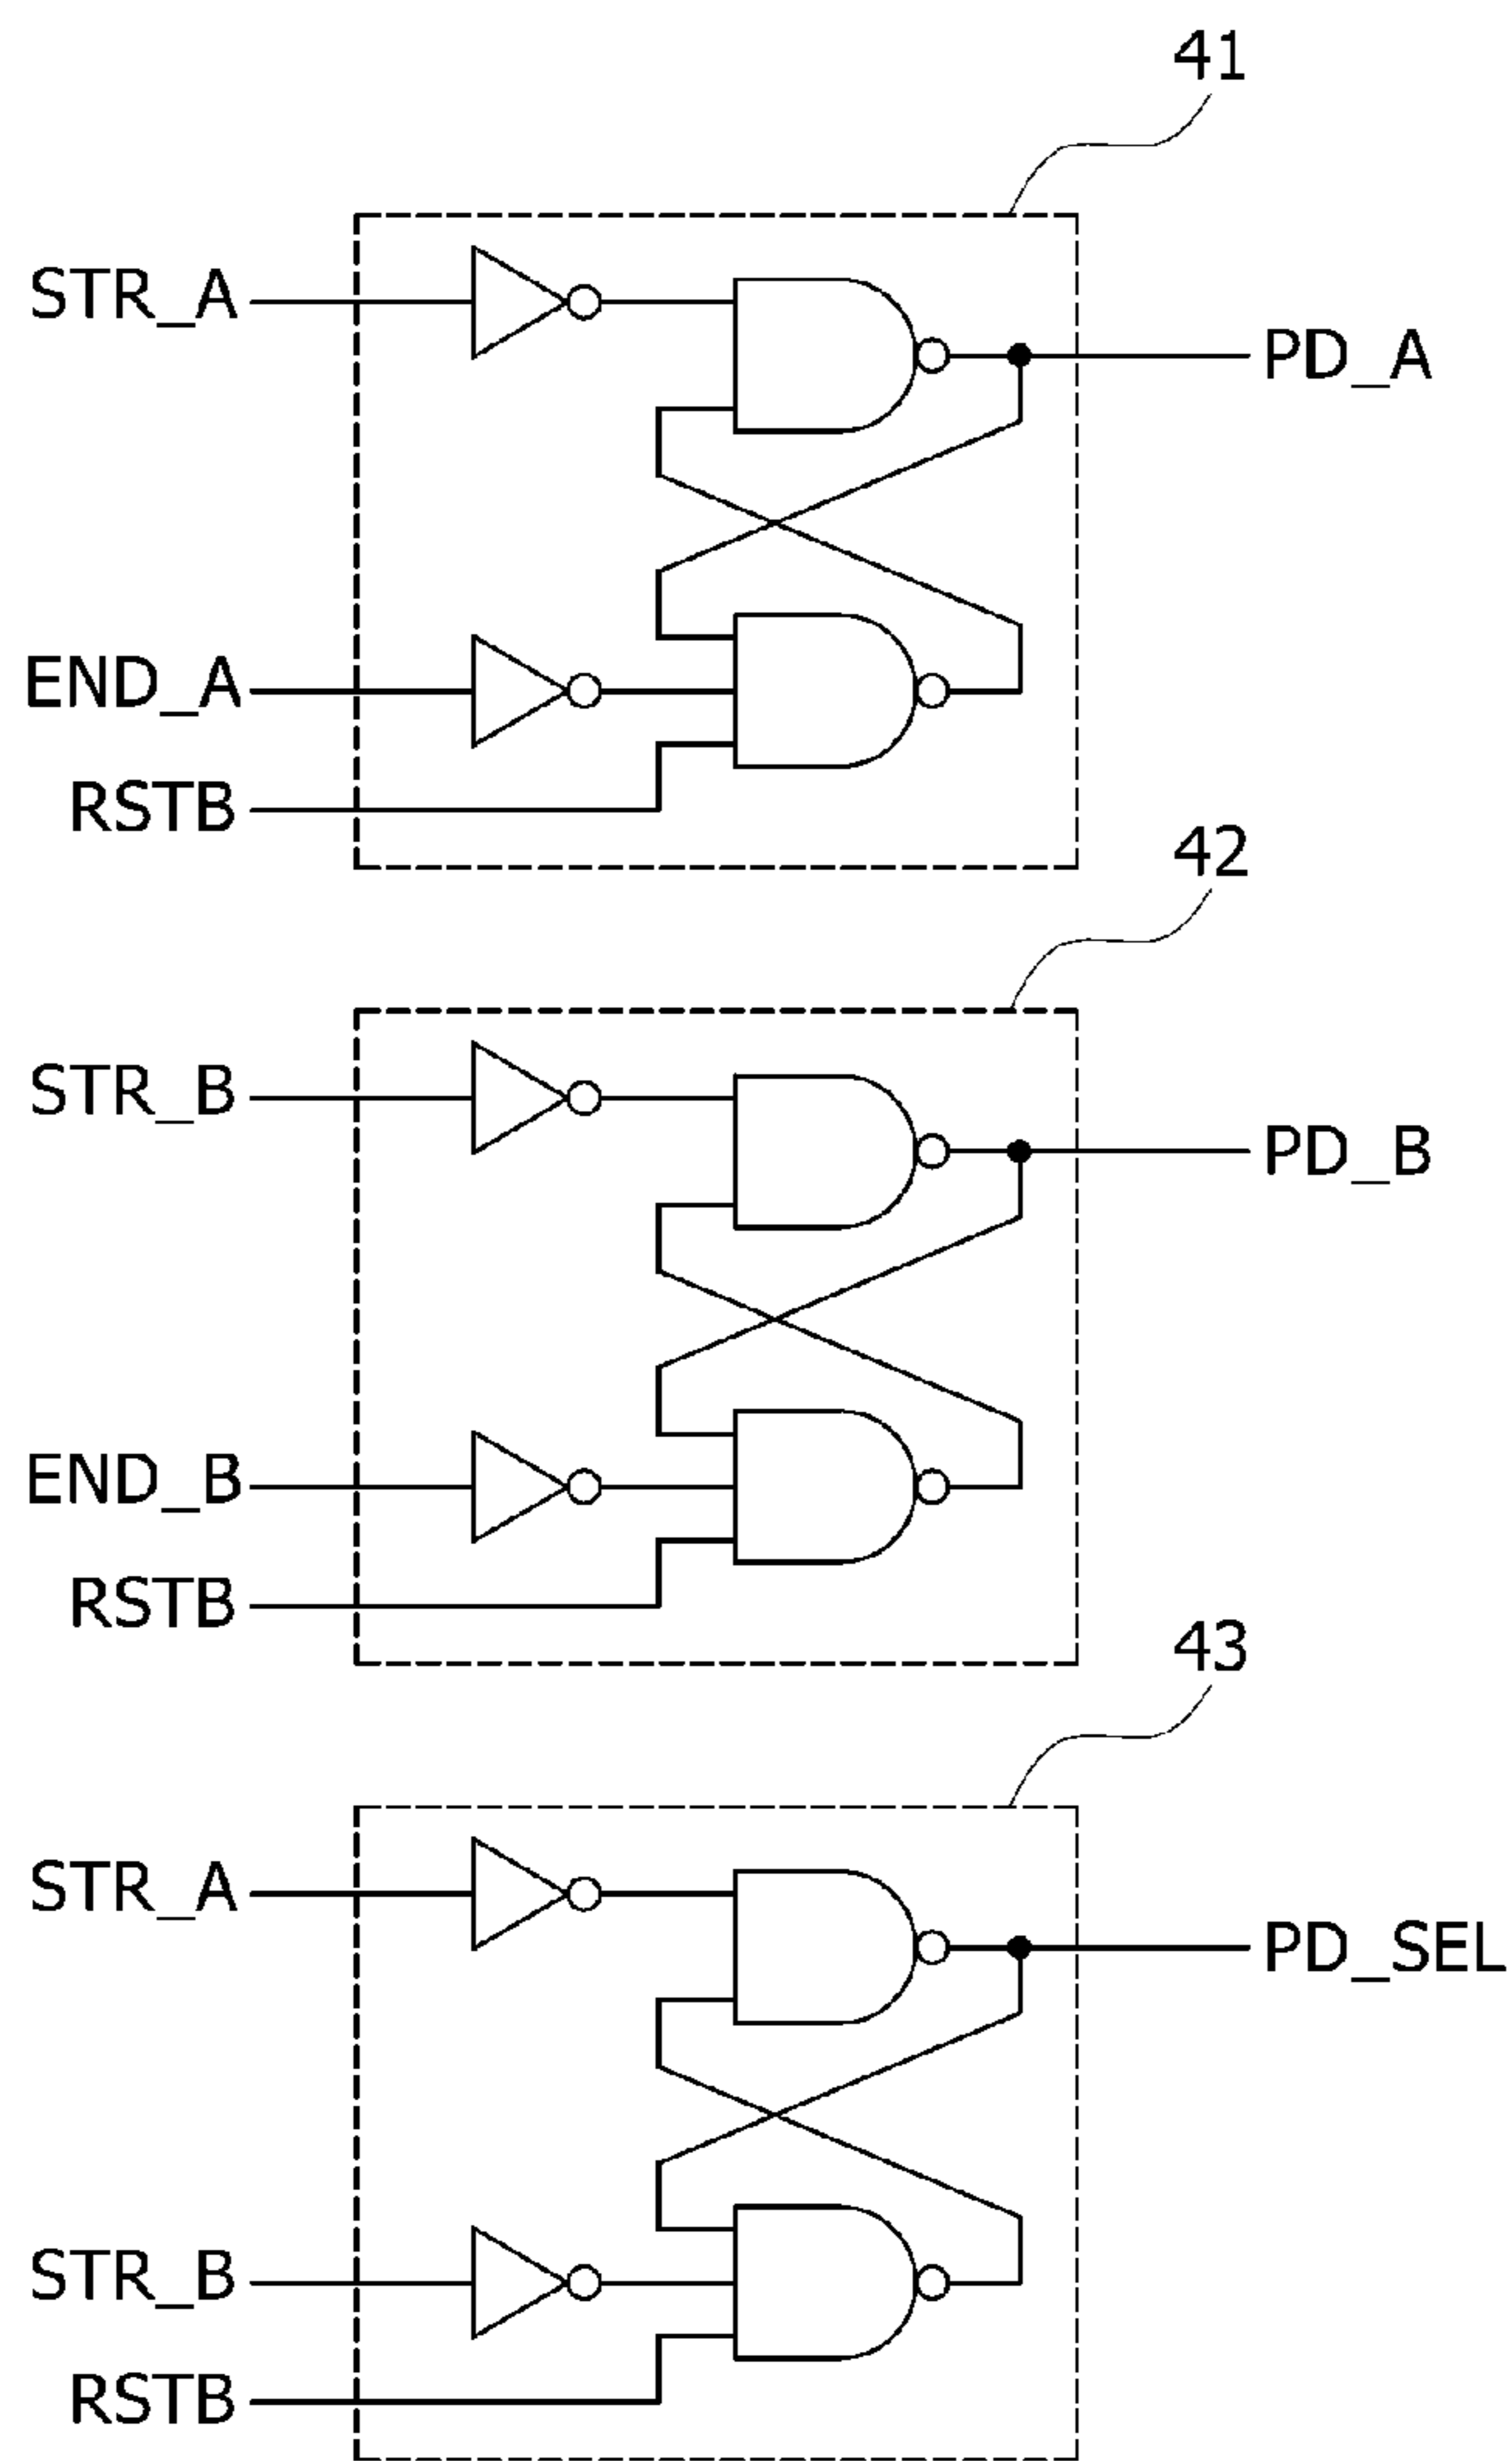 41
STR_A
PD_A
END_A
RSTB
42
STR_B
PD_B
END_B
RSTB
43
STR_A
PD_SEL
STR_B
RSTB